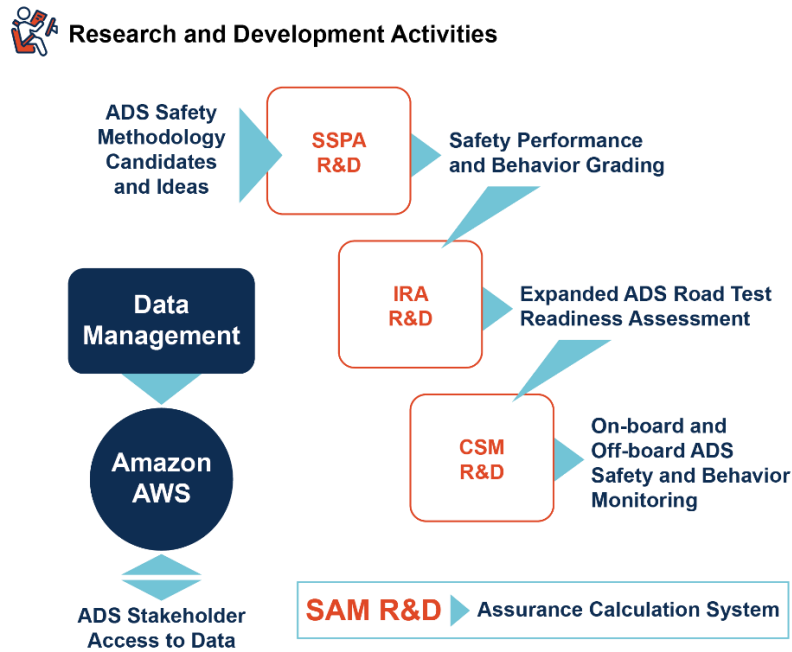 Research and Development Activities
ADS Safety
Methodology
Candidates
and Ideas
SSPA
R&D
Safety Performance
and Behavior Grading
IRA
R&D
Expanded ADS Road Test
Readiness Assessment
CSM
R&D
On-board and
Off-board ADS
Safety and Behavior
Monitoring
Data
Management
Amazon
AWS
ADS Stakeholder
Access to Data
SAM R&D
Assurance Calculation System